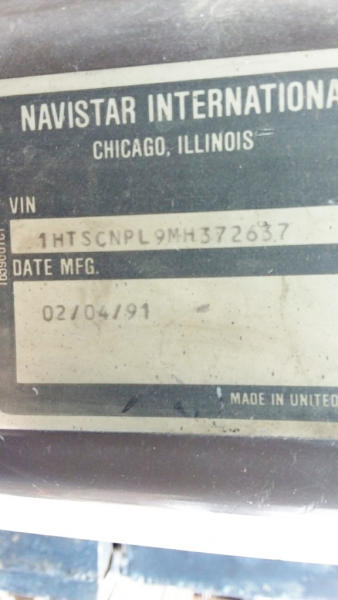 NAVISTAR INTERNATIONA
CHICAGO, ILLINOIS
VIN
1HTSCNPL9MH372637
DATE MFG.
02/04/91
MADE IN UNITED